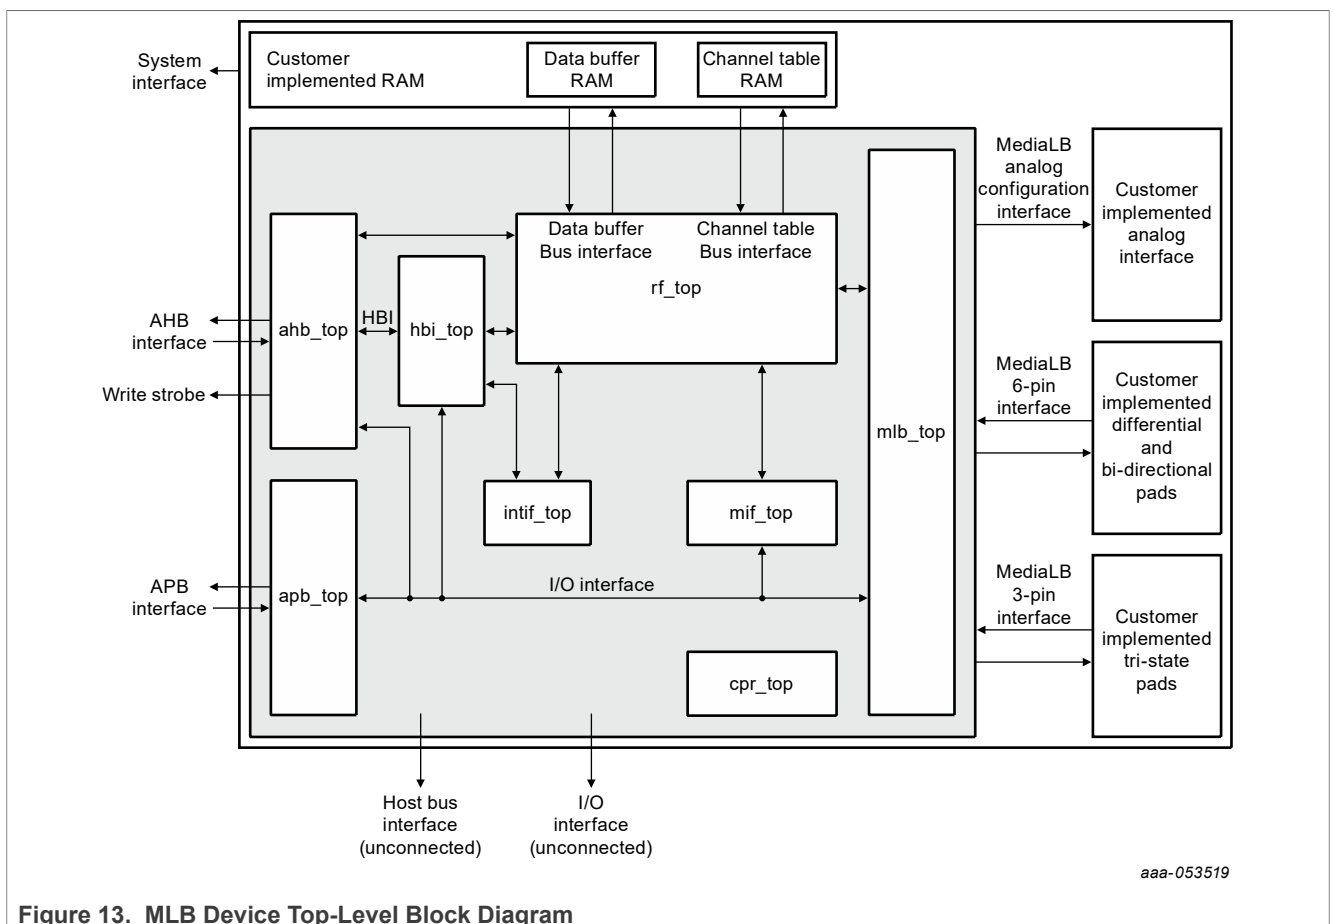 System
interface
Customer
implemented RAM
Data buffer
RAM
Channel table
RAM
MediaLB
analog
configuration
interface
Customer
implemented
analog
interface
Data buffer
Bus interface
Channel table
Bus interface
rf_top
AHB
interface
ahb_top
HBI
hbi_top
Write strobe
mlb_top
MediaLB
6-pin
interface
Customer
implemented
differential
and
bi-directional
pads
intif_top
mif_top
APB
interface
apb_top
I/O interface
MediaLB
3-pin
interface
Customer
implemented
tri-state
pads
cpr_top
Host bus
interface
(unconnected)
I/O
interface
(unconnected)
aaa-053519
Figure 13. MLB Device Top-Level Block Diagram